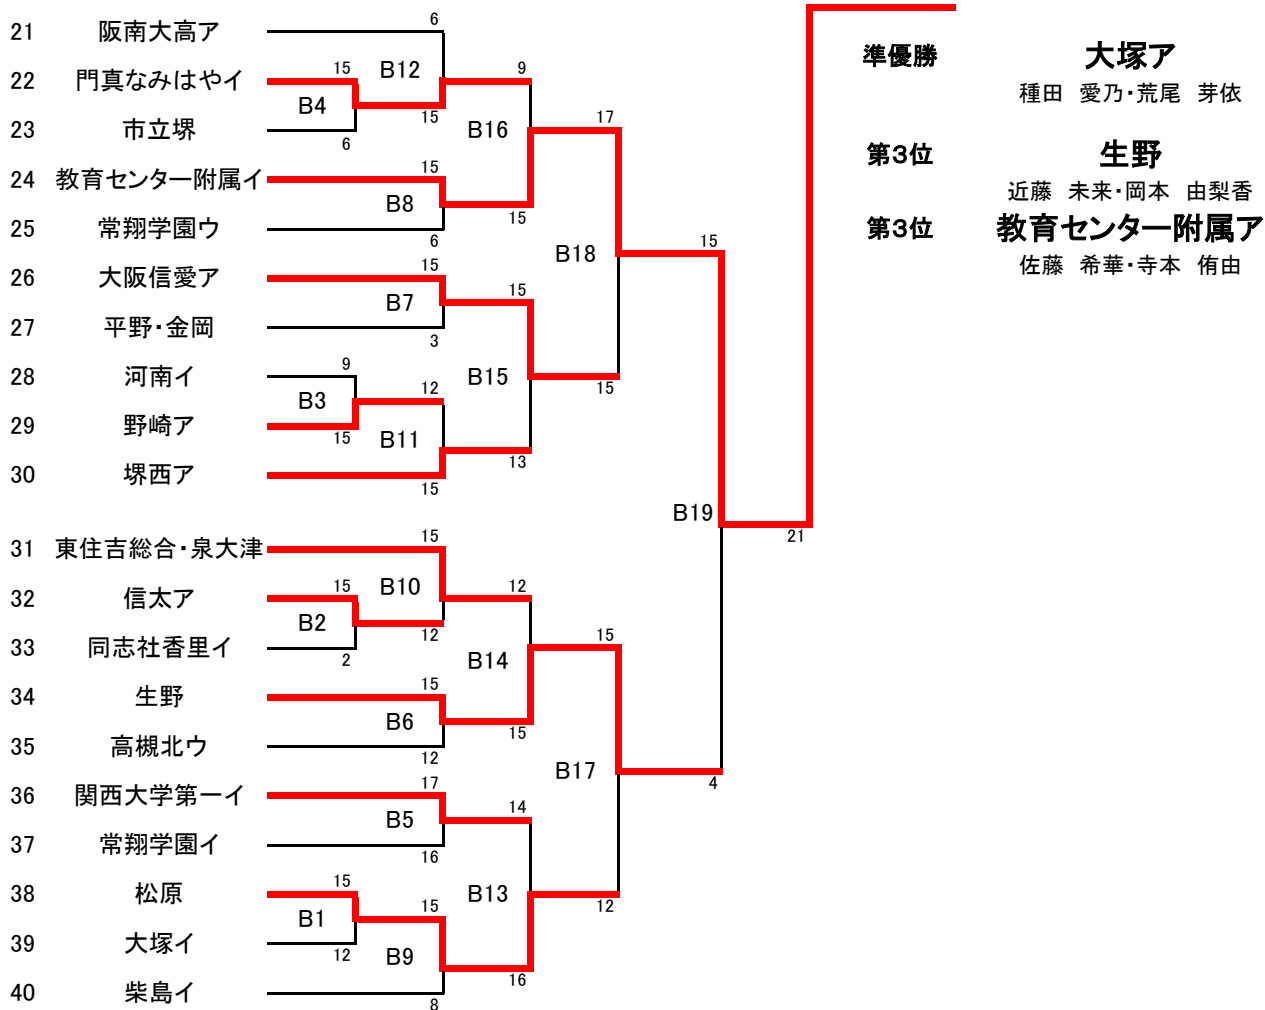 21 阪南大高ア
22 門真なみはやイ
23 市立堺
24 教育センター附属イ
25 常翔学園ウ
26 大阪信愛ア
27 平野・金岡
28 河南イ
29 野崎ア
30 堺西ア
31 東住吉総合・泉大津
32 信太ア
33 同志社香里イ
34 生野
35 高槻北ウ
36 関西大学第一イ
37 常翔学園イ
38 松原
39 大塚イ
40 柴島イ
15
B4
6
9
B3
15
15
B2
2
15
B1
12
6
B12
15
15
B8
6
15
B7
3
12
B11
15
15
B10
12
15
B6
12
17
B5
16
15
B9
8
9
B16
15
15
B15
13
12
B14
15
14
B13
16
17
B18
15
15
B17
12
15
B19
4
21
準優勝 大塚ア
種田 愛乃・荒尾 芽依
第3位 生野
近藤 未来・岡本 由梨香
第3位 教育センター附属ア
佐藤 希華・寺本 侑由